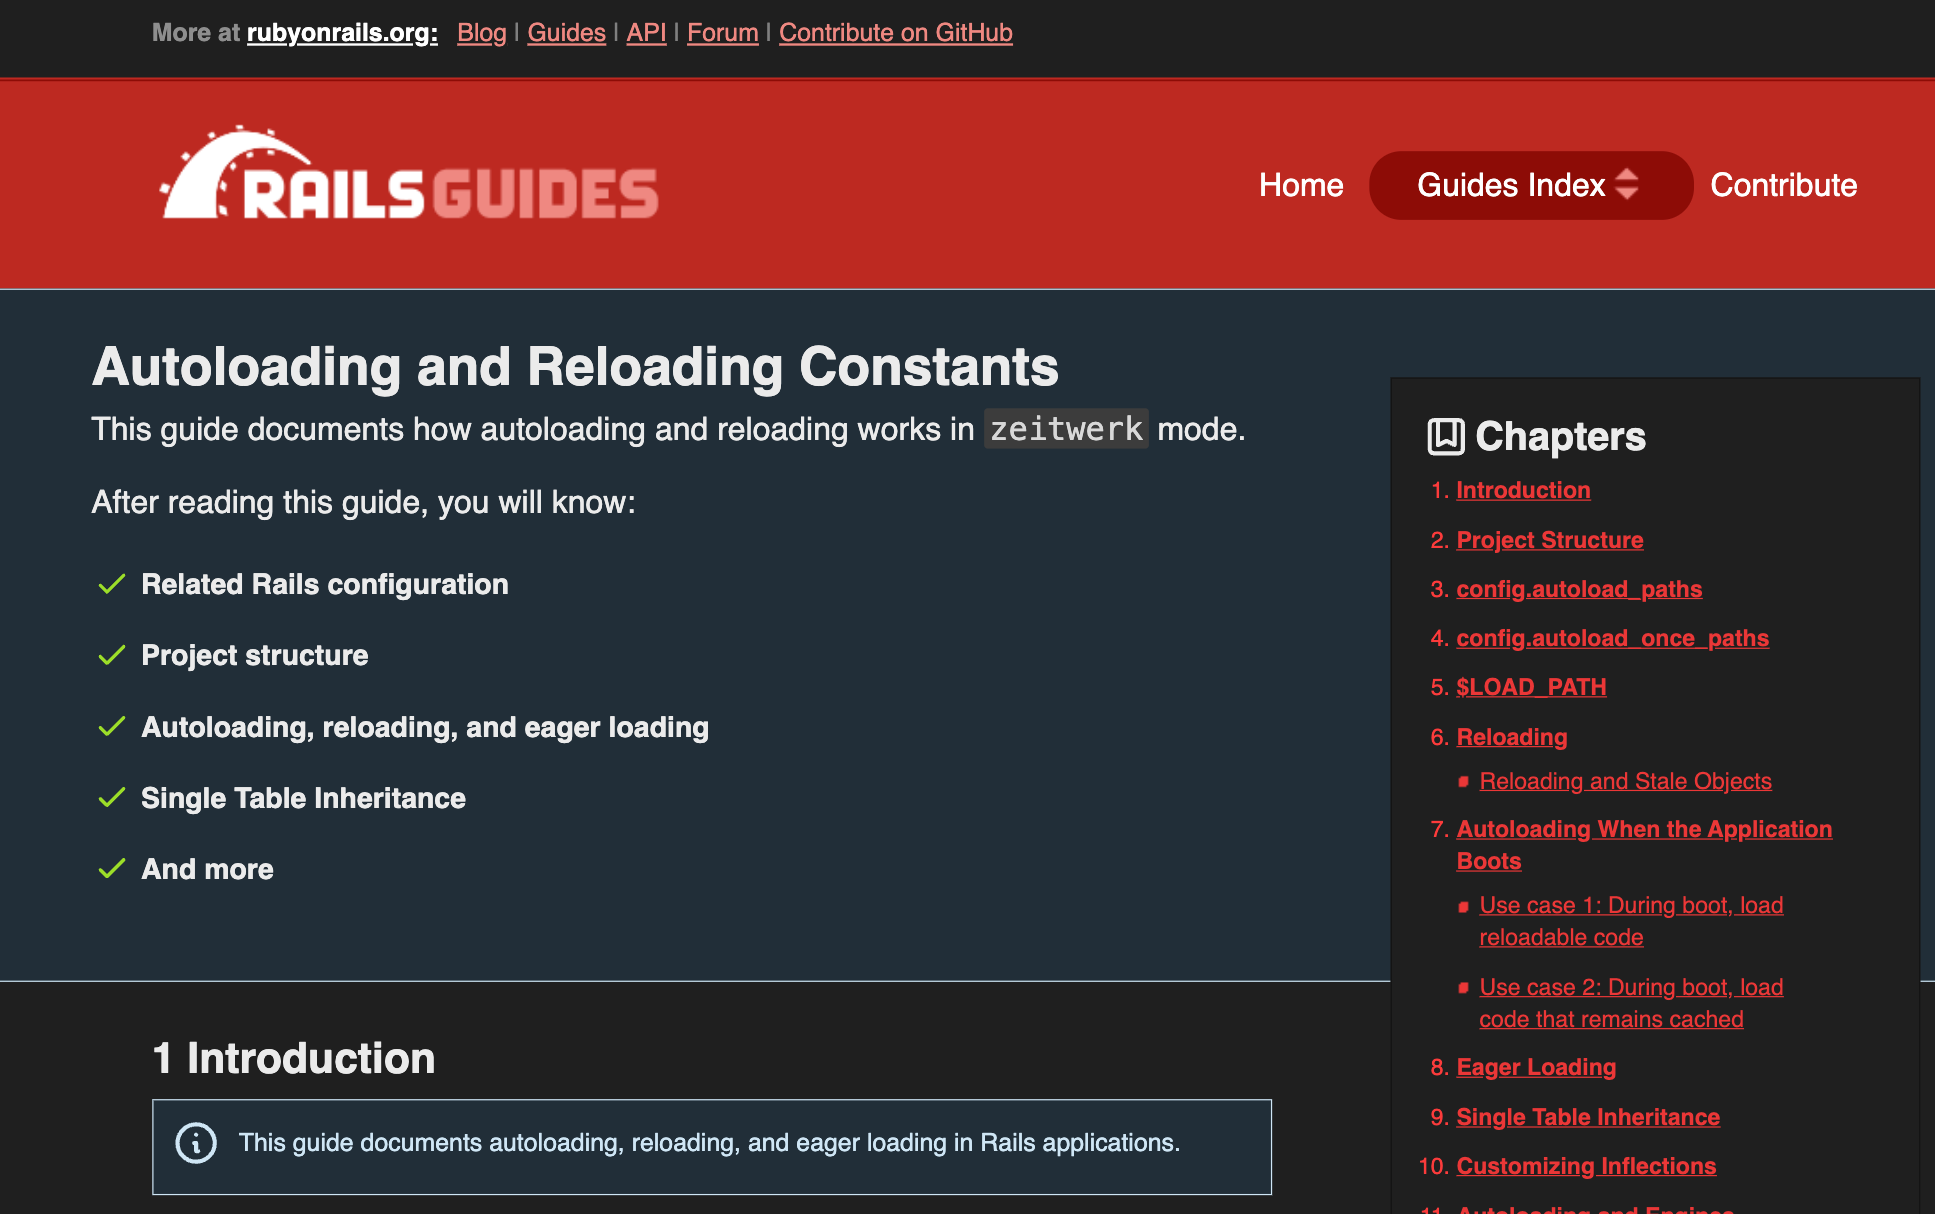 More at rubyonrails.org: Blog | Guides | API | Forum | Contribute on GitHub
RAILS GUIDES
Home Guides Index Contribute
Autoloading and Reloading Constants
This guide documents how autoloading and reloading works in zeitwerk mode.
After reading this guide, you will know:
Related Rails configuration
Project structure
Autoloading, reloading, and eager loading
Single Table Inheritance
And more
Chapters
1. Introduction
2. Project Structure
3. config.autoload_paths
4. config.autoload_once_paths
5. $LOAD_PATH
6. Reloading
Reloading and Stale Objects
7. Autoloading When the Application
Boots
Use case 1: During boot, load
reloadable code
Use case 2: During boot, load
code that remains cached
8. Eager Loading
9. Single Table Inheritance
10. Customizing Inflections
11. Autoloading and Engines
1 Introduction
This guide documents autoloading, reloading, and eager loading in Rails applications.